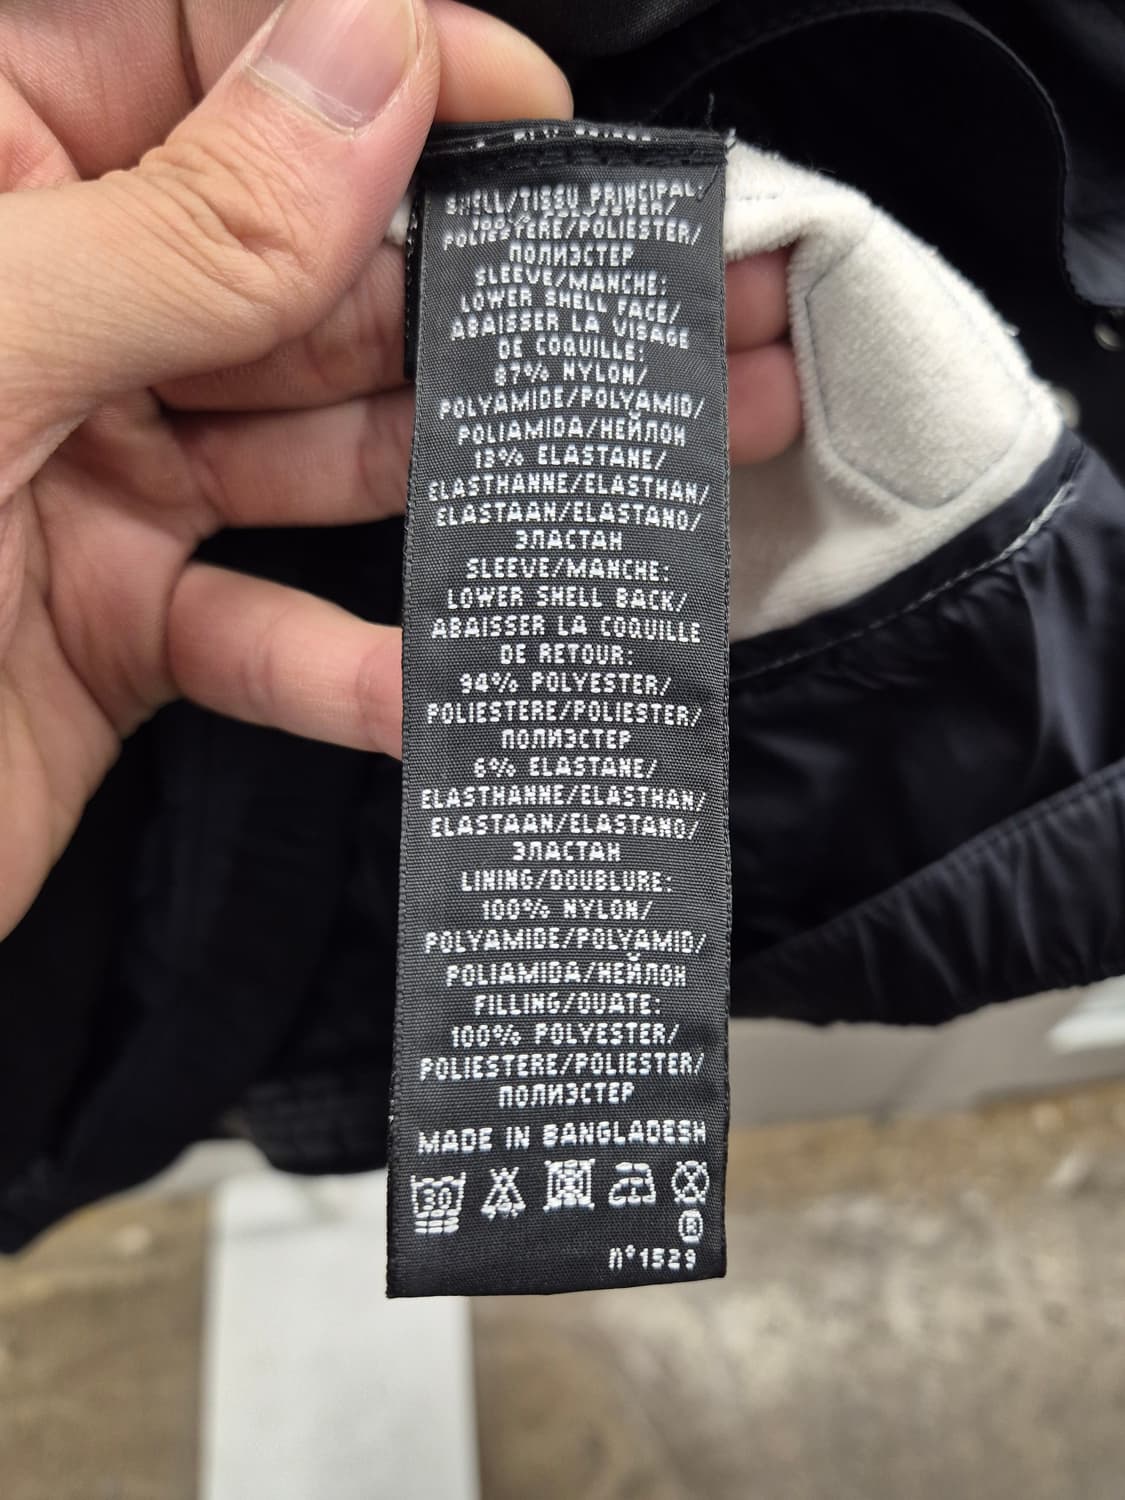 SHELL/TISSU PRINCIPAL:
100% POLYESTER/
POLIESTERE/POLIESTER/
ПОЛИЭСТЕР
SLEEVE/MANCHE:
LOWER SHELL FACE/
ABAISSER LA VISAGE
DE COQUILLE:
87% NYLON/
POLYAMIDE/POLYAMID/
POLIAMIDA/НЕЙЛОН
13% ELASTANE/
ELASTHANNE/ELASTHAN/
ELASTAAN/ELASTANO/
ЭЛАСТАН
SLEEVE/MANCHE:
LOWER SHELL BACK/
ABAISSER LA COQUILLE
DE RETOUR:
94% POLYESTER/
POLIESTERE/POLIESTER/
ПОЛИЭСТЕР
6% ELASTANE/
ELASTHANNE/ELASTHAN/
ELASTAAN/ELASTANO/
ЭЛАСТАН
LINING/DOUBLURE:
100% NYLON/
POLYAMIDE/POLYAMID/
POLIAMIDA/НЕЙЛОН
FILLING/OUATE:
100% POLYESTER/
POLIESTERE/POLIESTER/
ПОЛИЭСТЕР
MADE IN BANGLADESH
30
®
n°1529